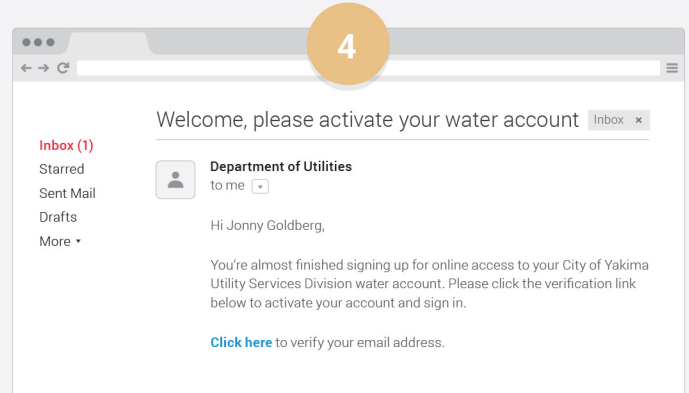 4
Welcome, please activate your water account Inbox ×
Inbox (1)
Starred
Sent Mail
Drafts
More
Department of Utilities
to me
Hi Jonny Goldberg,
You're almost finished signing up for online access to your City of Yakima
Utility Services Division water account. Please click the verification link
below to activate your account and sign in.
Click here to verify your email address.